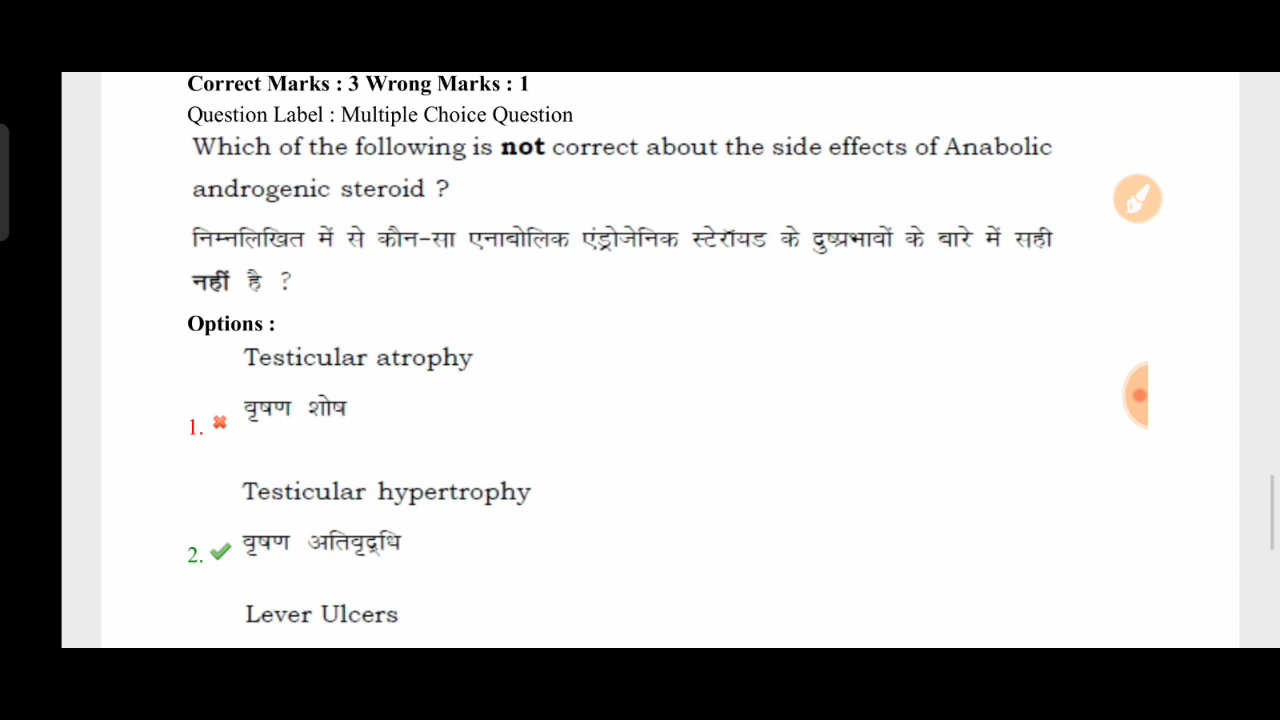 Correct Marks : 3 Wrong Marks : 1
Question Label : Multiple Choice Question
Which of the following is not correct about the side effects of Anabolic
androgenic steroid ?
निम्नलिखित में से कौन-सा एनाबोलिक एंड्रोजेनिक स्टेरॉयड के दुष्प्रभावों के बारे में सही
नहीं है ?
Options :
Testicular atrophy
वृषण शोष
1.
Testicular hypertrophy
वृषण अतिवृद्धि
2.
Lever Ulcers